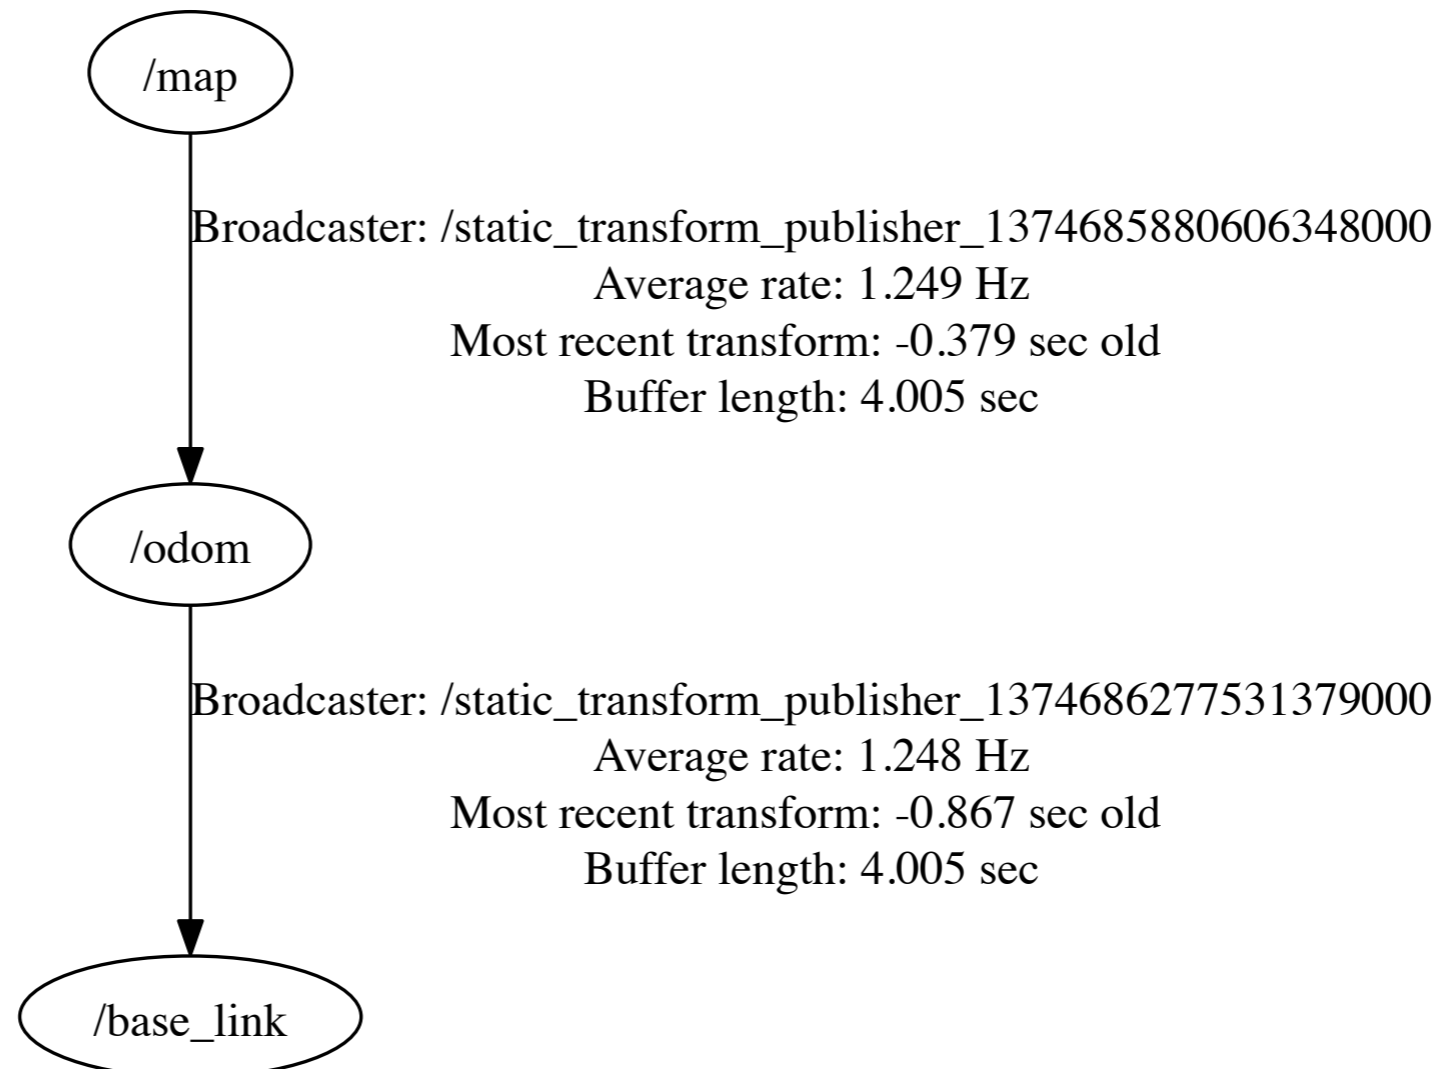 /map
Broadcaster: /static_transform_publisher_1374685880606348000
Average rate: 1.249 Hz
Most recent transform: -0.379 sec old
Buffer length: 4.005 sec
/odom
Broadcaster: /static_transform_publisher_1374686277531379000
Average rate: 1.248 Hz
Most recent transform: -0.867 sec old
Buffer length: 4.005 sec
/base_link